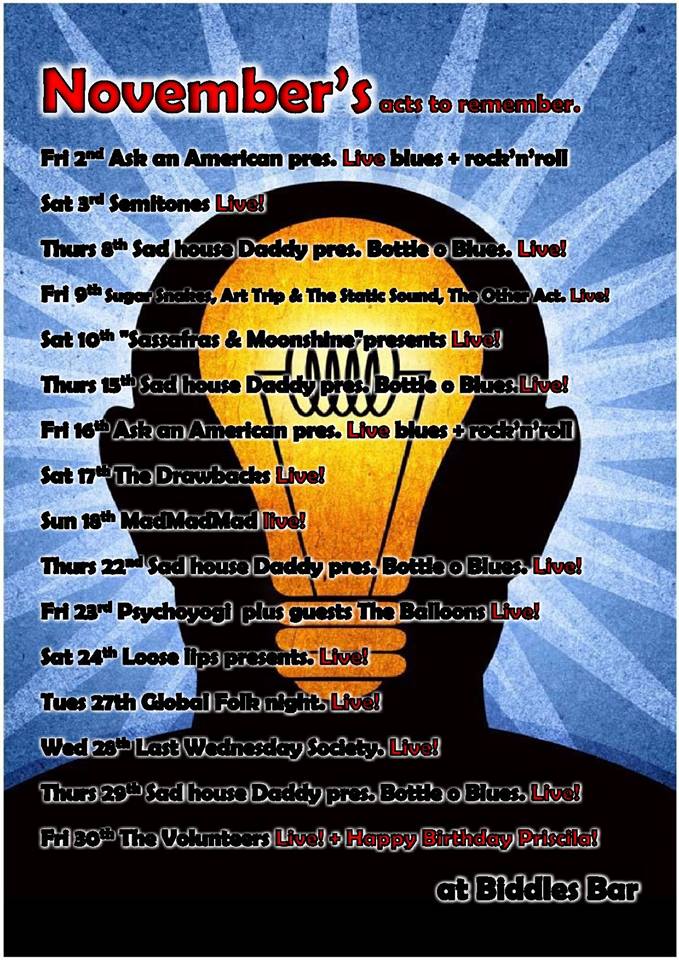 November's acts to remember.
Fri 2nd Ask an American pres. Live blues + rock'n'roll
Sat 3rd Semitones Live!
Thurs 8th Sad house Daddy pres. Bottle o Blues. Live!
Fri 9th Sugar Snakes, Art Trip & The Static Sound, The Other Act. Live!
Sat 10th "Sassafras & Moonshine"presents Live!
Thurs 15th Sad house Daddy pres. Bottle o Blues.Live!
Fri 16th Ask an American pres. Live blues + rock'n'roll
Sat 17th The Drawbacks Live!
Sun 18th MadMadMad live!
Thurs 22nd Sad house Daddy pres. Bottle o Blues. Live!
Fri 23rd Psychoyogi plus guests The Balloons Live!
Sat 24th Loose lips presents. Live!
Tues 27th Global Folk night. Live!
Wed 28th Last Wednesday Society. Live!
Thurs 29th Sad house Daddy pres. Bottle o Blues. Live!
Fri 30th The Volunteers Live! + Happy Birthday Priscila!
at Biddles Bar